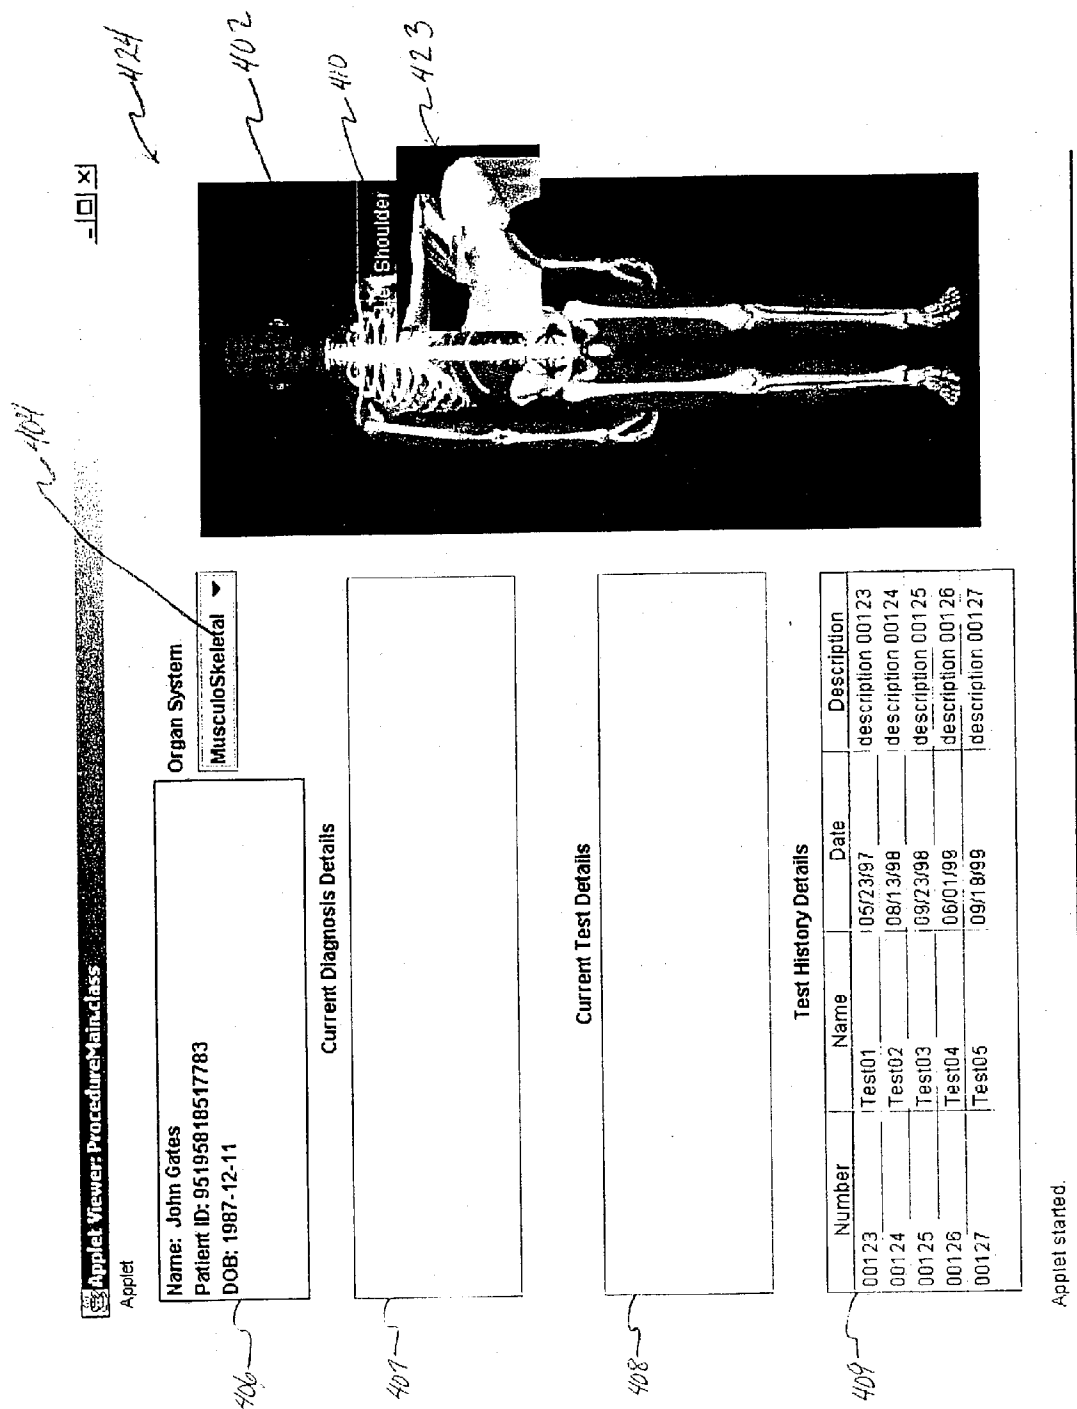 424
402
410
423
404
Applet Viewer: ProcedureMain.class
Applet
Name: John Gates
Patient ID: 9519581851 7783
DOB: 1987-12-11
Organ System
MusculoSkeletal
Shoulder
Current Diagnosis Details
Current Test Details
Test History Details
Number Name Date Description
00123 Test01 05/23/97 description 00123
00124 Test02 08/13/98 description 00124
00125 Test03 09/23/98 description 00125
00126 Test04 06/01/99 description 00126
00127 Test05 09/18/99 description 00127
Applet started.
406
407
408
409